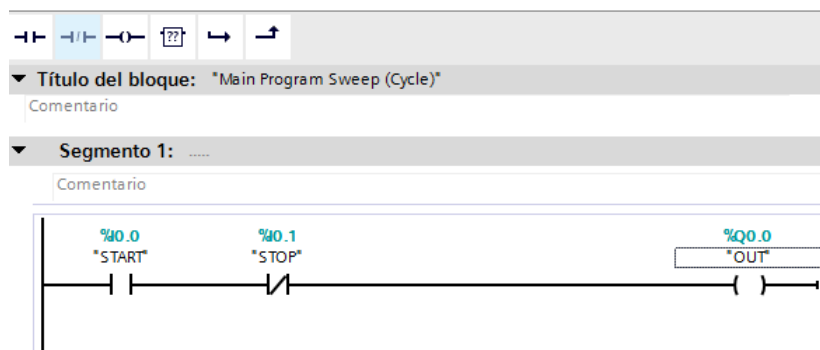 ??
Título del bloque: "Main Program Sweep (Cycle)"
Comentario
Segmento 1: .....
Comentario
%I0.0 %I0.1 %Q0.0
"START" "STOP" "OUT"